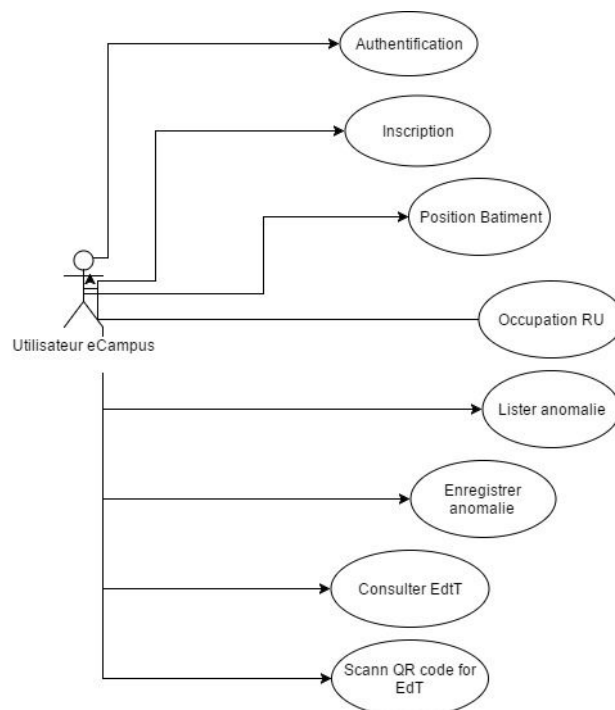 Authentification
Inscription
Position Batiment
Occupation RU
Utilisateur eCampus
Lister anomalie
Enregistrer
anomalie
Consulter EdtT
Scann QR code for
EdT